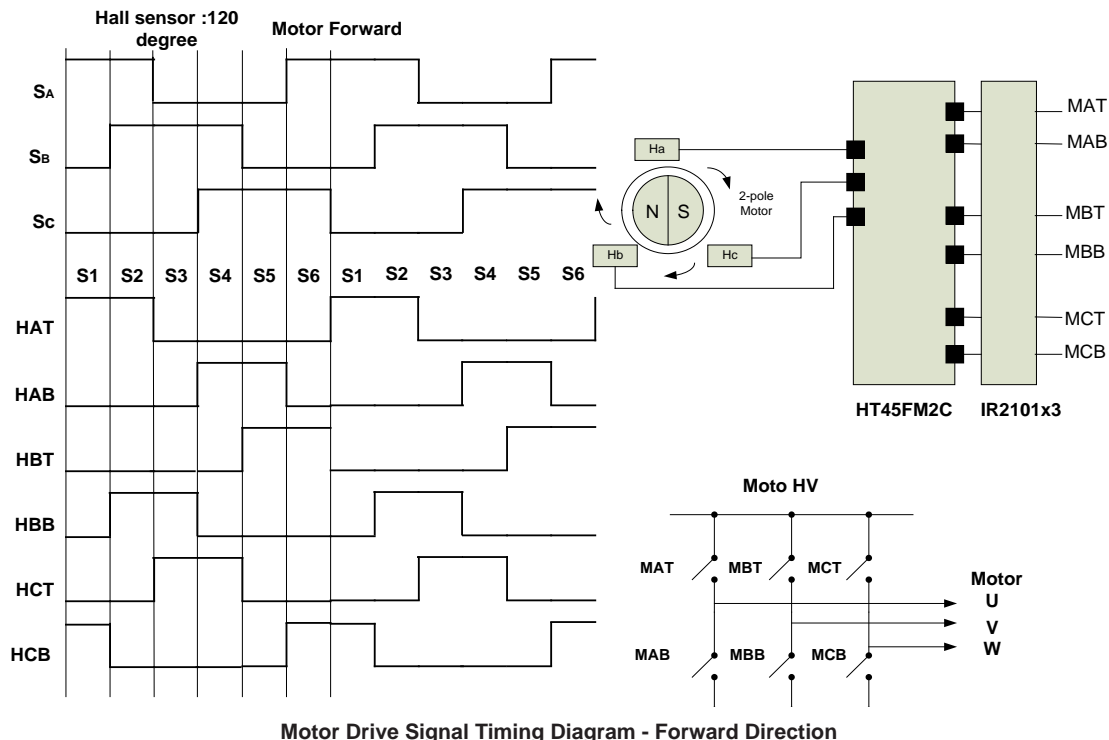 Hall sensor :120
degree
Motor Forward
SA
SB
SC
S1 S2 S3 S4 S5 S6 S1 S2 S3 S4 S5 S6
HAT
HAB
HBT
HBB
HCT
HCB
Ha
N S
2-pole
Motor
Hb
Hc
MAT
MAB
MBT
MBB
MCT
MCB
HT45FM2C IR2101x3
Moto HV
MAT MBT MCT
Motor
U
V
W
MAB MBB MCB
Motor Drive Signal Timing Diagram - Forward Direction